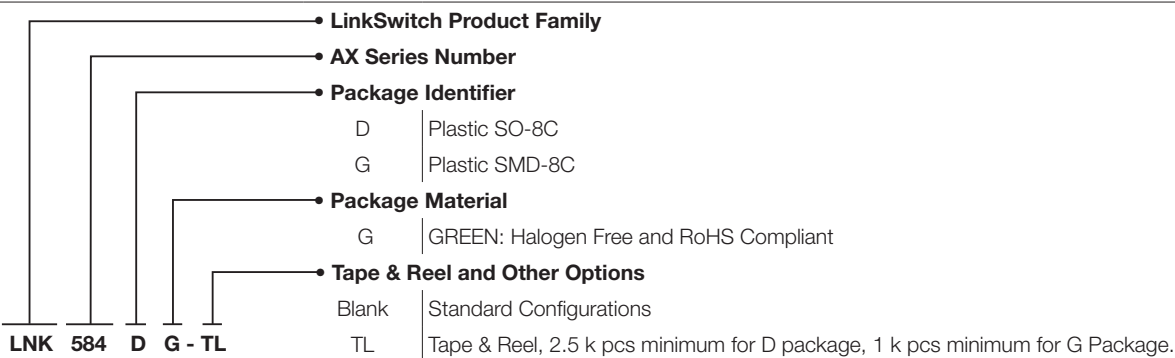 • LinkSwitch Product Family
• AX Series Number
• Package Identifier
D Plastic SO-8C
G Plastic SMD-8C
• Package Material
G GREEN: Halogen Free and RoHS Compliant
• Tape & Reel and Other Options
Blank Standard Configurations
TL Tape & Reel, 2.5 k pcs minimum for D package, 1 k pcs minimum for G Package.
LNK 584 D G - TL